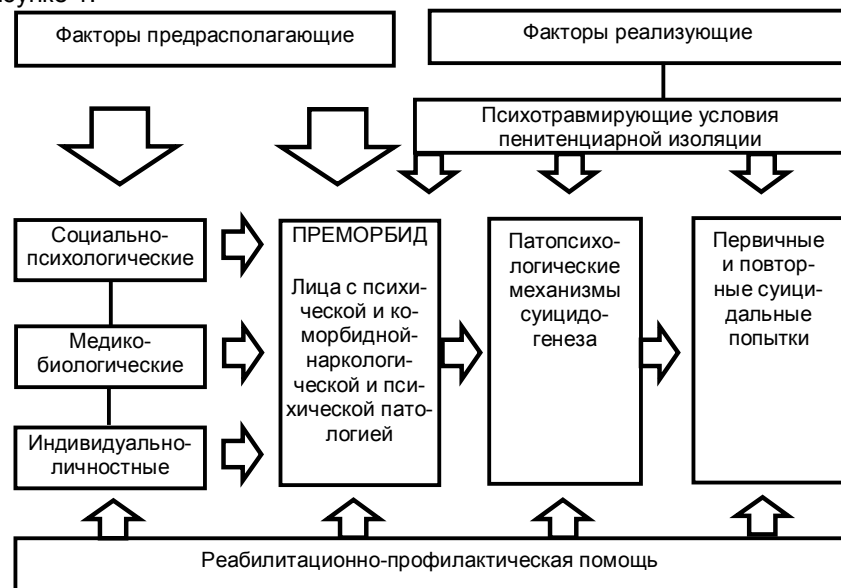 Факторы предрасполагающие
Факторы реализующие
Психотравмирующие условия
пенитенциарной изоляции
Социально-
психологические
Медико-
биологические
Индивидуально-
личностные
ПРЕМОРБИД
Лица с психи-
ческой и ко-
морбидной-
наркологи-
ческой и пси-
хической пато-
логией
Патопсихо-
логические
механизмы
суицидо-
генеза
Первичные
и повтор-
ные суици-
дальные
попытки
Реабилитационно-профилактическая помощь